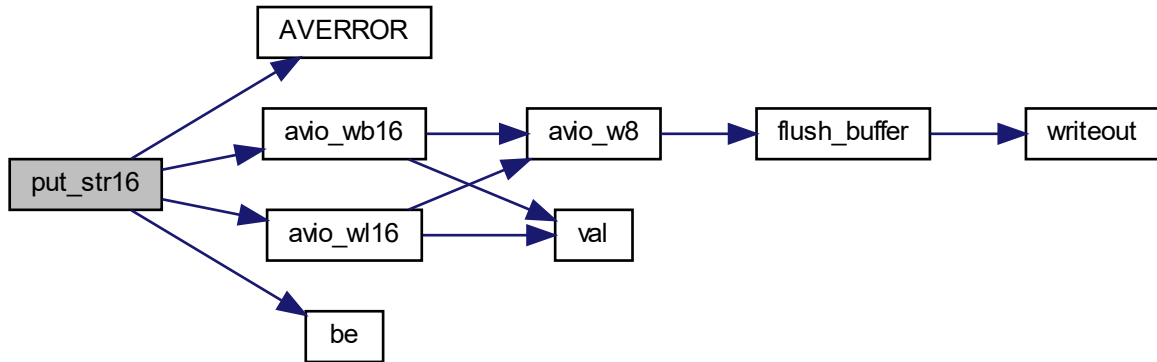 AVERROR
avio_wb16
avio_w8
flush_buffer
writeout
put_str16
avio_wl16
val
be